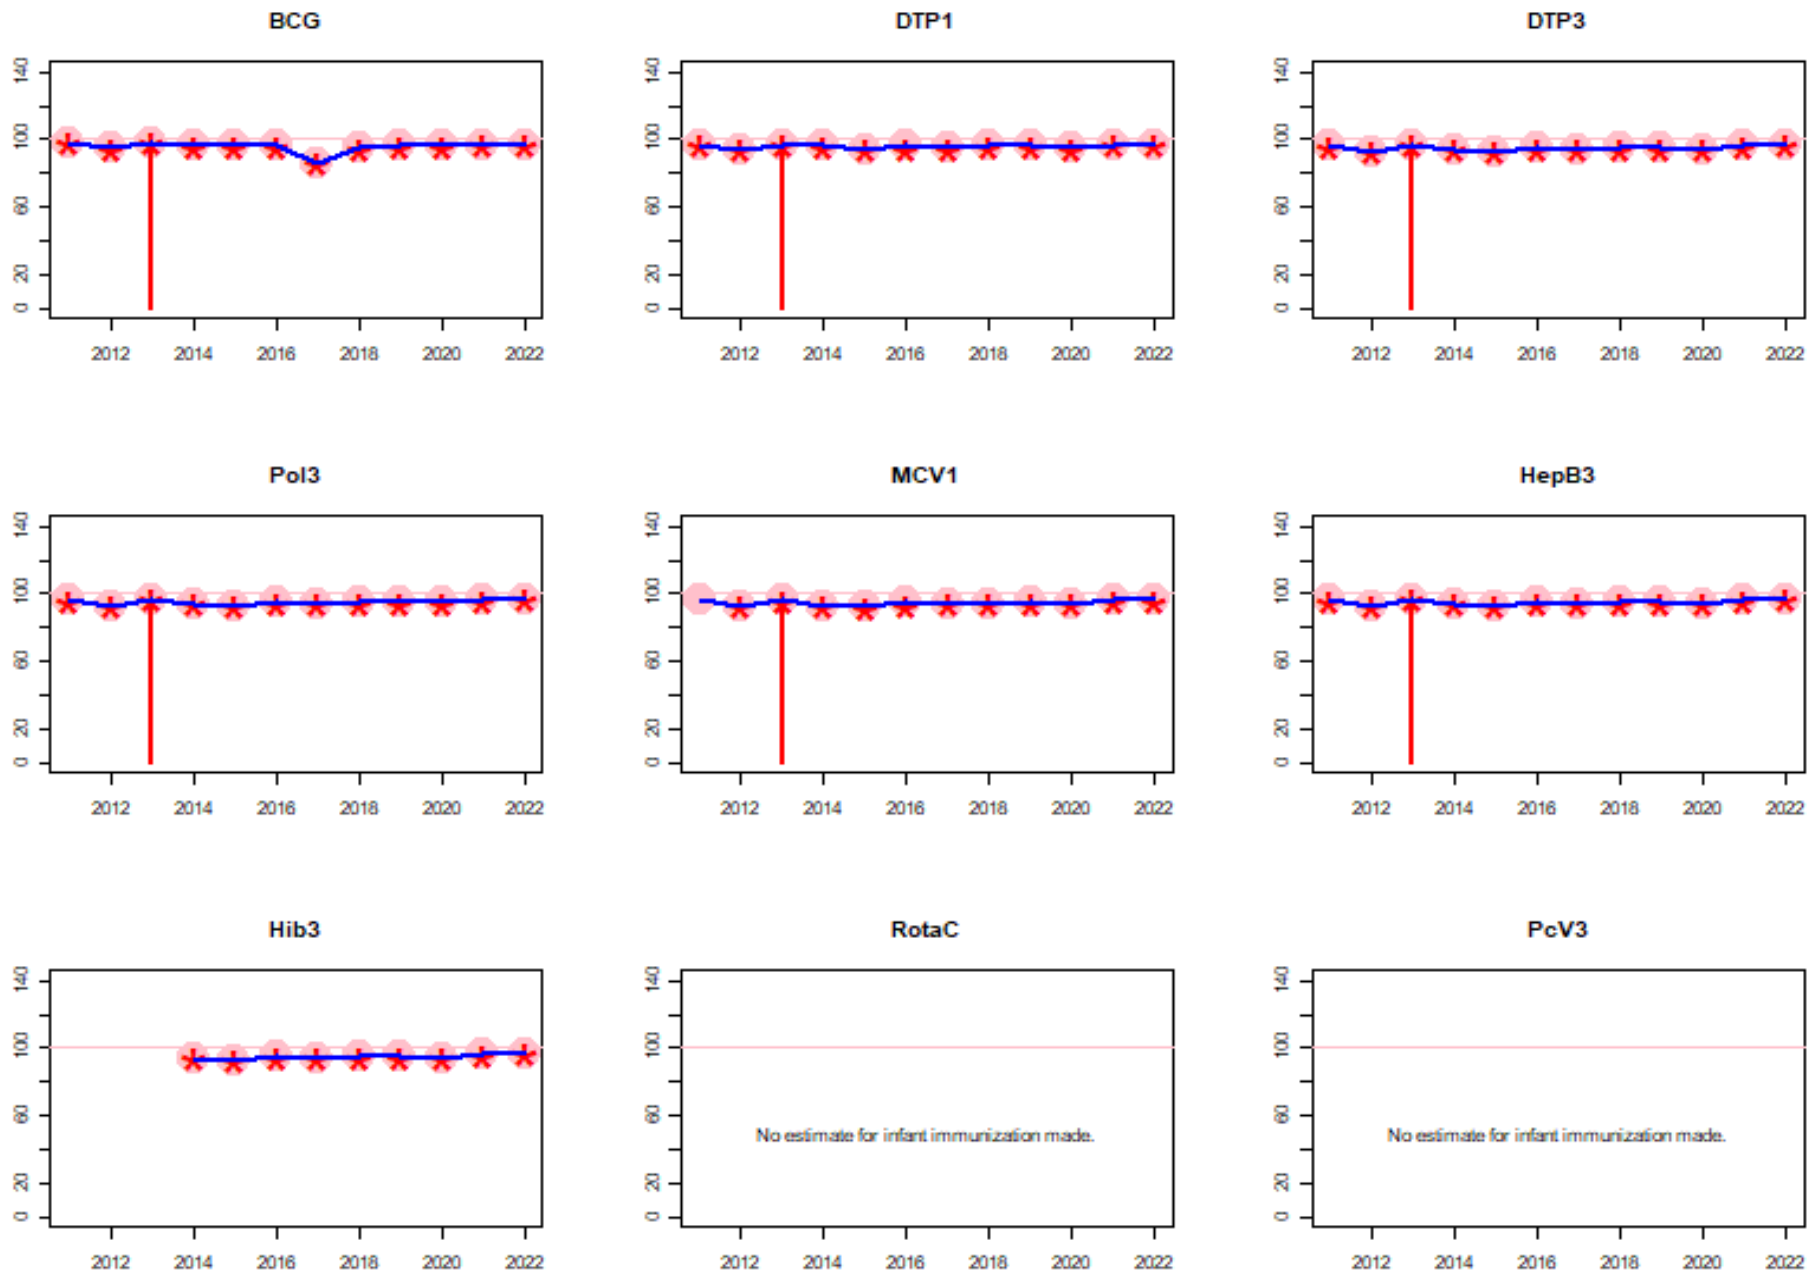 BCG DTP1 DTP3
140 140 140
100 100 100
60 60 60
20 20 20
0 0 0
2012 2014 2016 2018 2020 2022 2012 2014 2016 2018 2020 2022 2012 2014 2016 2018 2020 2022
Pol3 MCV1 HepB3
140 140 140
100 100 100
60 60 60
20 20 20
0 0 0
2012 2014 2016 2018 2020 2022 2012 2014 2016 2018 2020 2022 2012 2014 2016 2018 2020 2022
Hib3 RotaC PcV3
140 140 140
100 100 100
60 60 60
No estimate for infant immunization made. No estimate for infant immunization made.
20 20 20
0 0 0
2012 2014 2016 2018 2020 2022 2012 2014 2016 2018 2020 2022 2012 2014 2016 2018 2020 2022